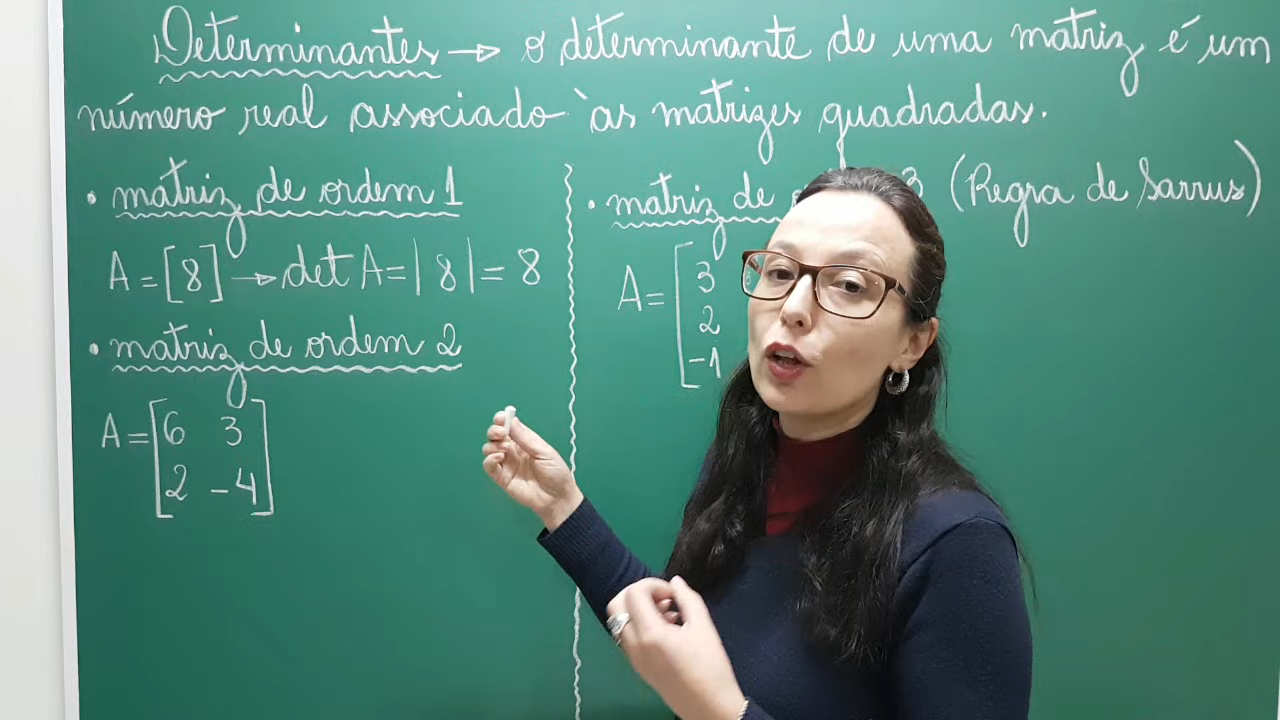 Determinantes → o determinante de uma matriz é um
número real associado às matrizes quadradas.
• matriz de ordem 1
A = [8] → det A = | 8 | = 8
• matriz de ordem 2
A = [6 3
2 -4]
• matriz de 3 (Regra de Sarrus)
A = [3
2
-1